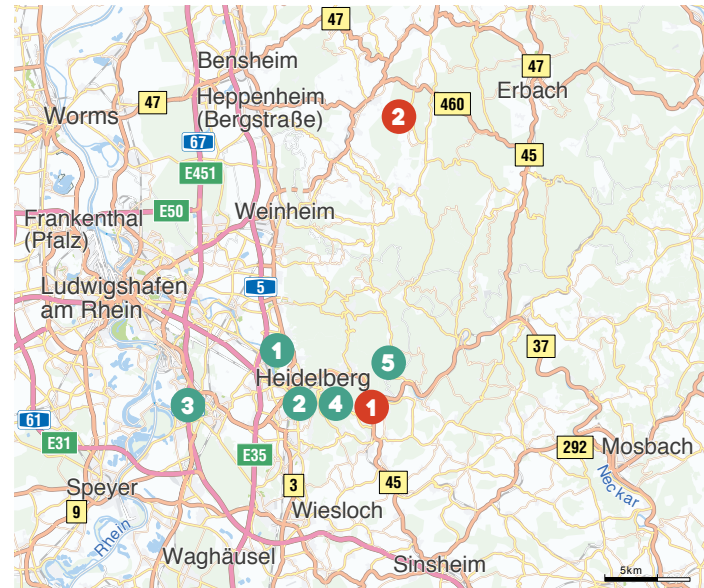 47
Bensheim
47
Erbach
Heppenheim
(Bergstraße)
47
460
Worms
2
67
45
E451
E50
Weinheim
Frankenthal
(Pfalz)
Ludwigshafen
am Rhein
5
37
1
5
Heidelberg
3
2
4
1
61
E31
E35
292
Mosbach
Neckar
Speyer
3
45
9
Wiesloch
Rhein
Waghäusel
Sinsheim
5km